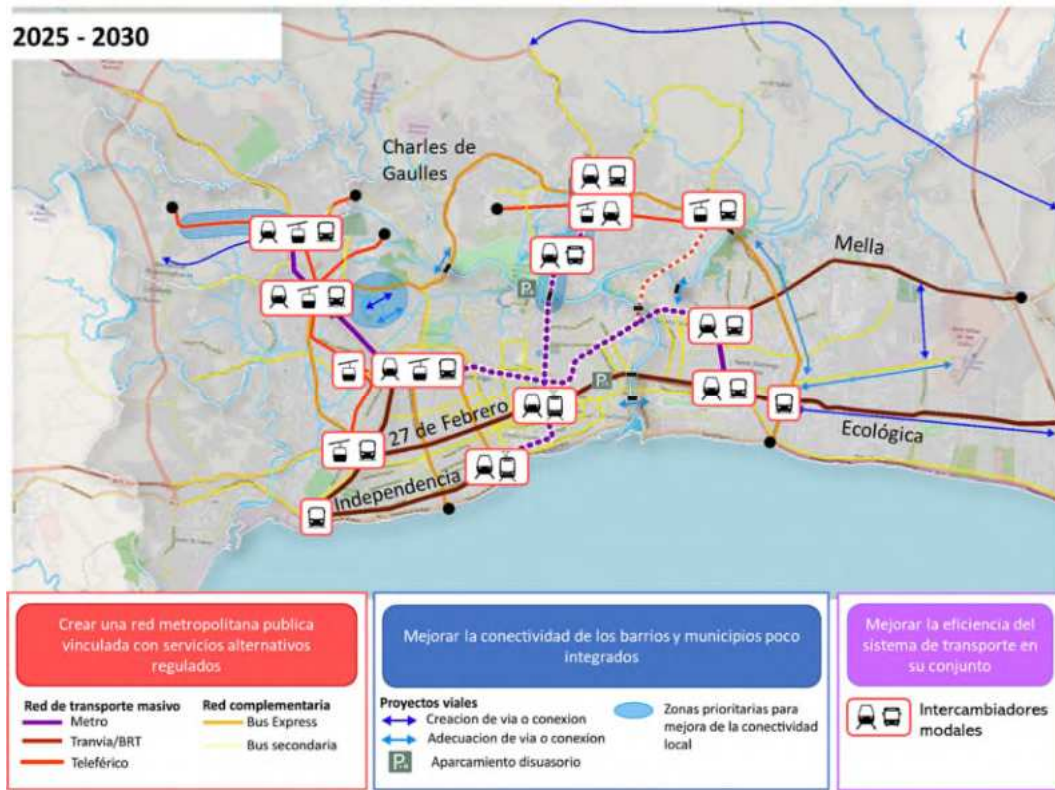 2025 - 2030
Charles de
Gaulles
Mella
27 de Febrero
Ecológica
Independencia
P
P
Crear una red metropolitana publica
vinculada con servicios alternativos
regulados
Red de transporte masivo
Metro
Tranvia/BRT
Teleférico
Red complementaria
Bus Express
Bus secondaria
Mejorar la conectividad de los barrios y municipios poco
integrados
Proyectos viales
Creacion de via o conexion
Adecuacion de via o conexion
P
Aparcamiento disuasorio
Zonas prioritarias para
mejora de la conectividad
local
Mejorar la eficiencia del
sistema de transporte en
su conjunto
Intercambiadores
modales